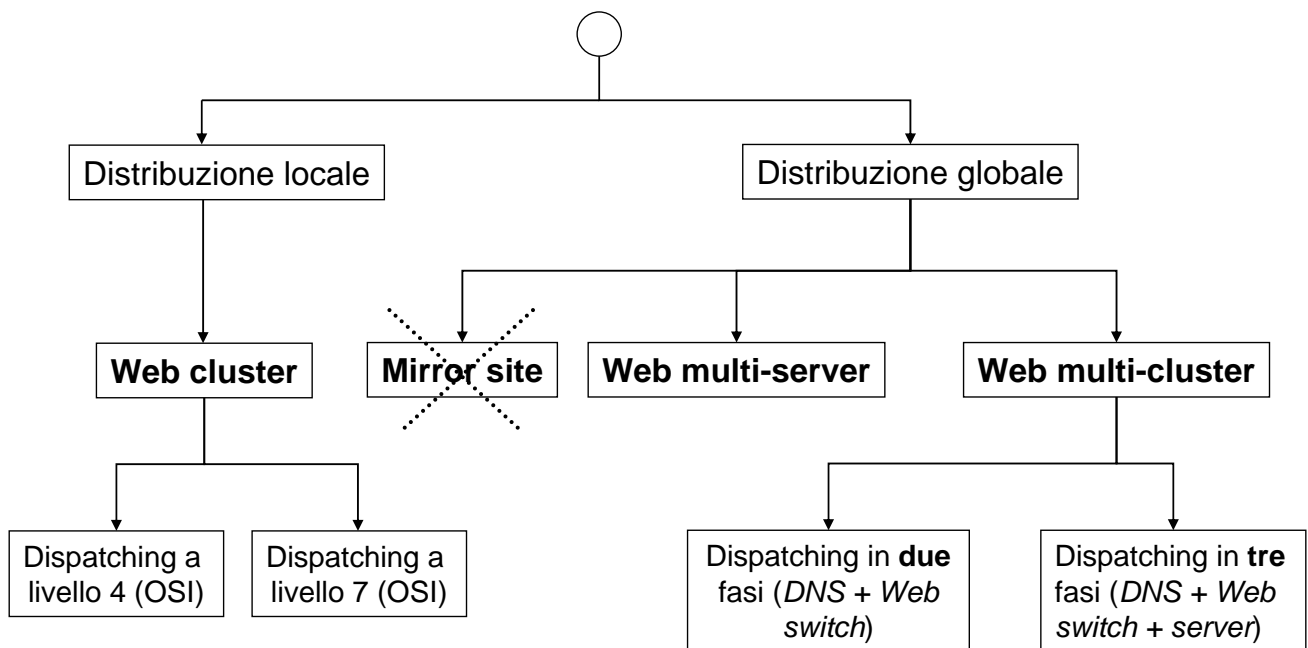 Distribuzione locale
Distribuzione globale
Web cluster
Mirror site
Web multi-server
Web multi-cluster
Dispatching a
livello 4 (OSI)
Dispatching a
livello 7 (OSI)
Dispatching in due
fasi (DNS + Web
switch)
Dispatching in tre
fasi (DNS + Web
switch + server)